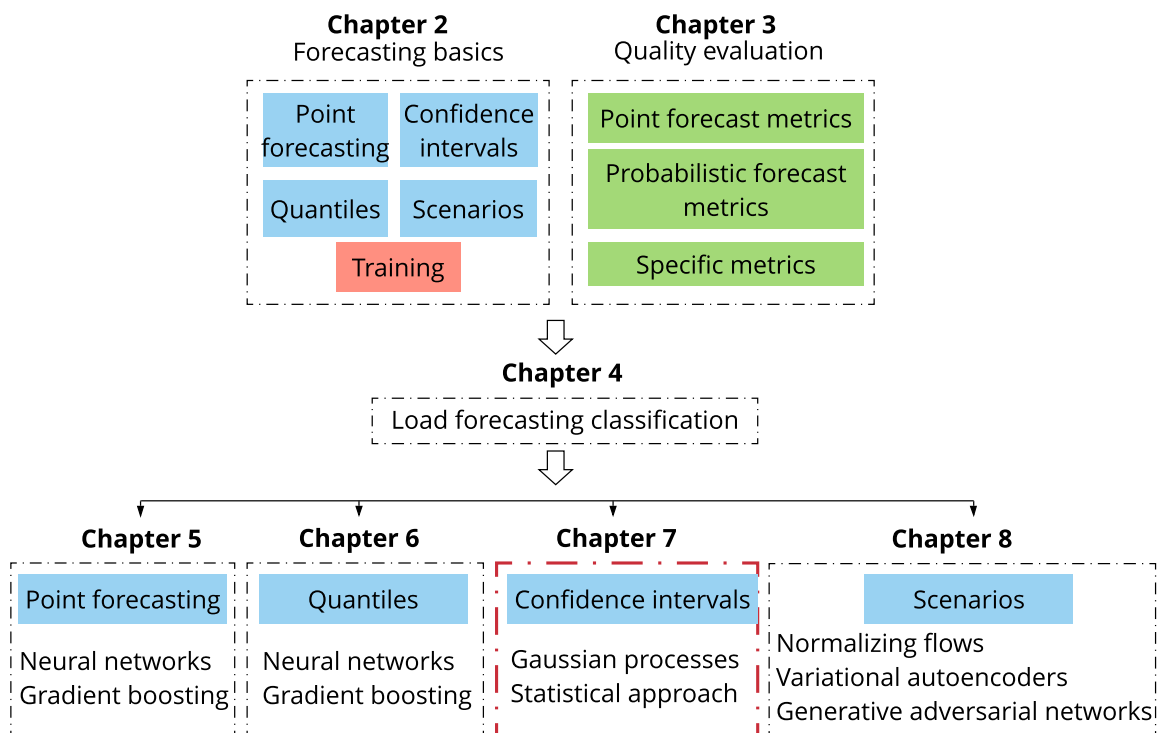 Chapter 2
Forecasting basics
Point
forecasting
Confidence
intervals
Quantiles
Scenarios
Training
Chapter 3
Quality evaluation
Point forecast metrics
Probabilistic forecast
metrics
Specific metrics
Chapter 4
Load forecasting classification
Chapter 5
Point forecasting
Neural networks
Gradient boosting
Chapter 6
Quantiles
Neural networks
Gradient boosting
Chapter 7
Confidence intervals
Gaussian processes
Statistical approach
Chapter 8
Scenarios
Normalizing flows
Variational autoencoders
Generative adversarial networks